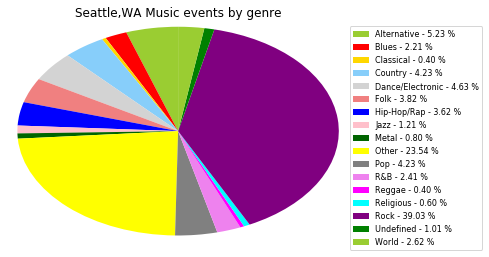 Seattle,WA Music events by genre
Alternative - 5.23 %
Blues - 2.21 %
Classical - 0.40 %
Country - 4.23 %
Dance/Electronic - 4.63 %
Folk - 3.82 %
Hip-Hop/Rap - 3.62 %
Jazz - 1.21 %
Metal - 0.80 %
Other - 23.54 %
Pop - 4.23 %
R&B - 2.41 %
Reggae - 0.40 %
Religious - 0.60 %
Rock - 39.03 %
Undefined - 1.01 %
World - 2.62 %